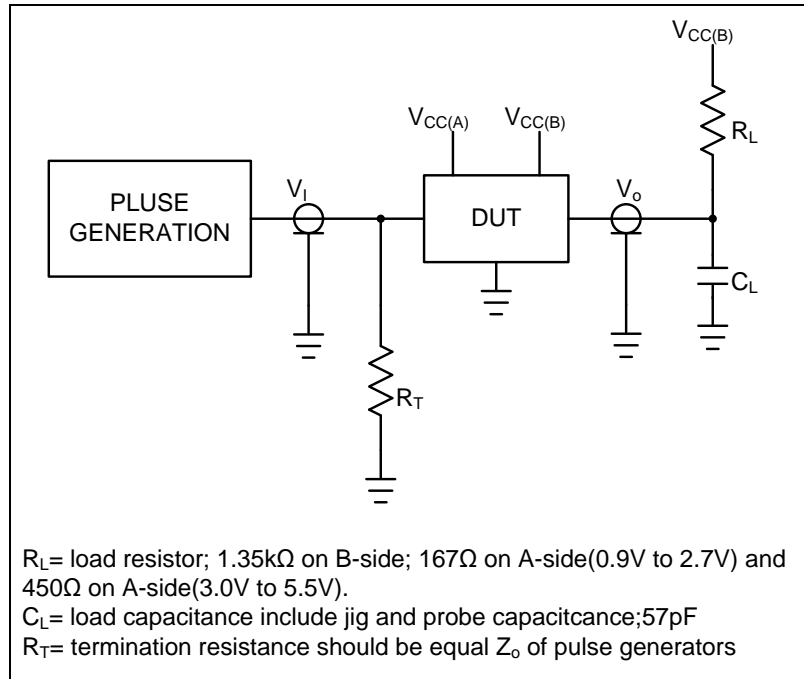 V_CC(B)
R_L
V_CC(A) V_CC(B)
PLUSE
GENERATION
V_I
DUT
V_o
C_L
R_T
R_L= load resistor; 1.35kΩ on B-side; 167Ω on A-side(0.9V to 2.7V) and
450Ω on A-side(3.0V to 5.5V).
C_L= load capacitance include jig and probe capacitcance;57pF
R_T= termination resistance should be equal Z_o of pulse generators